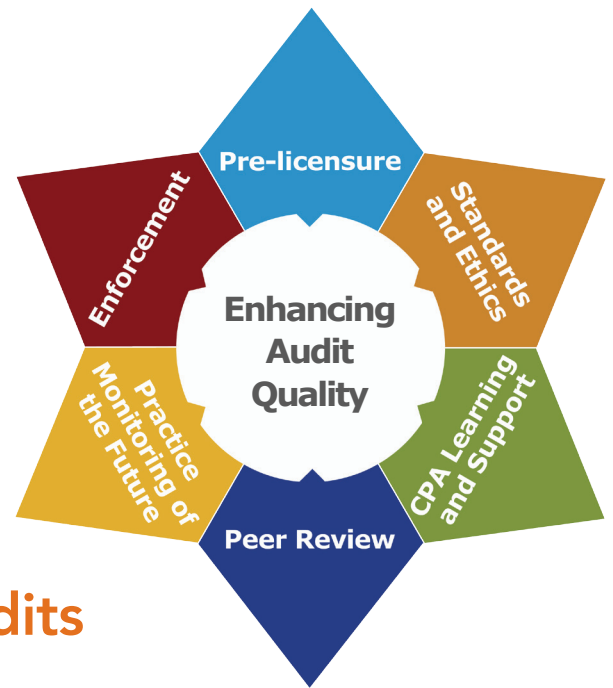 Pre-licensure
Standards
and Ethics
CPA Learning
and Support
Peer Review
Practice
Monitoring of
the Future
Enforcement
Enhancing
Audit
Quality
dits